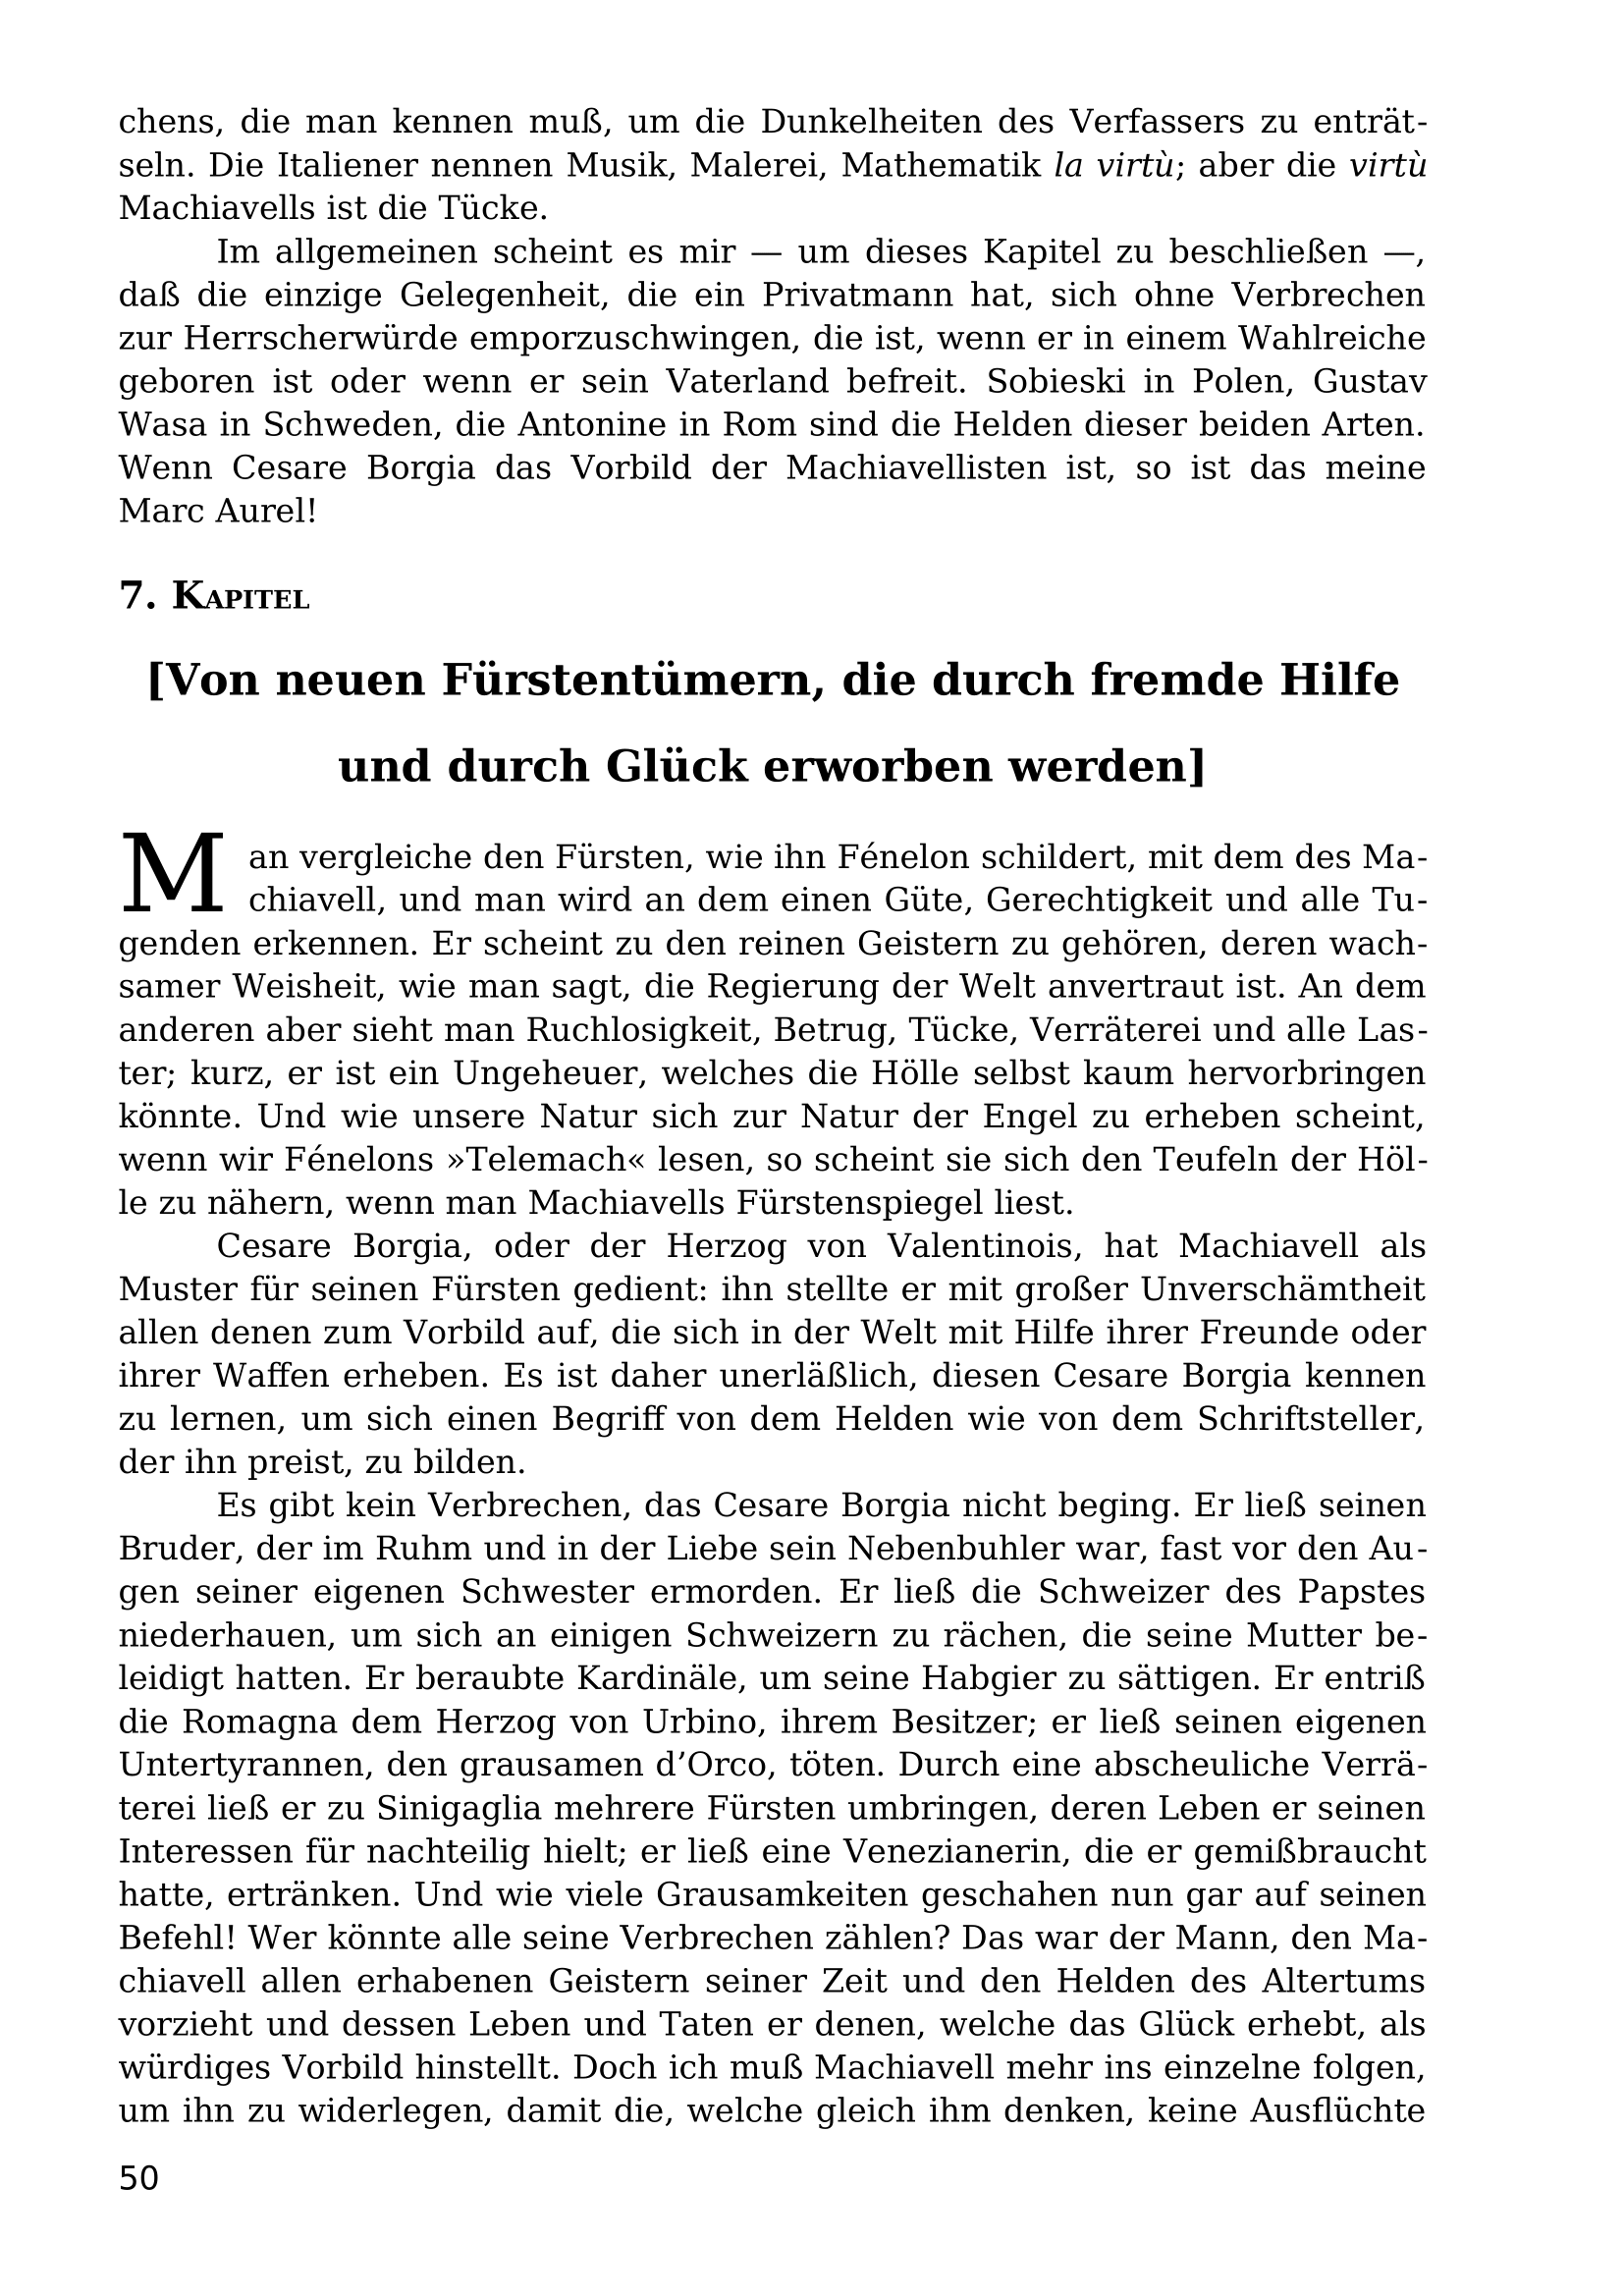 chens, die man kennen muß, um die Dunkelheiten des Verfassers zu enträt-
seln. Die Italiener nennen Musik, Malerei, Mathematik la virtù; aber die virtù
Machiavells ist die Tücke.
Im allgemeinen scheint es mir — um dieses Kapitel zu beschließen —,
daß die einzige Gelegenheit, die ein Privatmann hat, sich ohne Verbrechen
zur Herrscherwürde emporzuschwingen, die ist, wenn er in einem Wahlreiche
geboren ist oder wenn er sein Vaterland befreit. Sobieski in Polen, Gustav
Wasa in Schweden, die Antonine in Rom sind die Helden dieser beiden Arten.
Wenn Cesare Borgia das Vorbild der Machiavellisten ist, so ist das meine
Marc Aurel!
7. Kapitel
[Von neuen Fürstentümern, die durch fremde Hilfe
und durch Glück erworben werden]
Man vergleiche den Fürsten, wie ihn Fénelon schildert, mit dem des Ma-
chiavell, und man wird an dem einen Güte, Gerechtigkeit und alle Tu-
genden erkennen. Er scheint zu den reinen Geistern zu gehören, deren wach-
samer Weisheit, wie man sagt, die Regierung der Welt anvertraut ist. An dem
anderen aber sieht man Ruchlosigkeit, Betrug, Tücke, Verräterei und alle Las-
ter; kurz, er ist ein Ungeheuer, welches die Hölle selbst kaum hervorbringen
könnte. Und wie unsere Natur sich zur Natur der Engel zu erheben scheint,
wenn wir Fénelons »Telemach« lesen, so scheint sie sich den Teufeln der Höl-
le zu nähern, wenn man Machiavells Fürstenspiegel liest.
Cesare Borgia, oder der Herzog von Valentinois, hat Machiavell als
Muster für seinen Fürsten gedient: ihn stellte er mit großer Unverschämtheit
allen denen zum Vorbild auf, die sich in der Welt mit Hilfe ihrer Freunde oder
ihrer Waffen erheben. Es ist daher unerläßlich, diesen Cesare Borgia kennen
zu lernen, um sich einen Begriff von dem Helden wie von dem Schriftsteller,
der ihn preist, zu bilden.
Es gibt kein Verbrechen, das Cesare Borgia nicht beging. Er ließ seinen
Bruder, der im Ruhm und in der Liebe sein Nebenbuhler war, fast vor den Au-
gen seiner eigenen Schwester ermorden. Er ließ die Schweizer des Papstes
niederhauen, um sich an einigen Schweizern zu rächen, die seine Mutter be-
leidigt hatten. Er beraubte Kardinäle, um seine Habgier zu sättigen. Er entriß
die Romagna dem Herzog von Urbino, ihrem Besitzer; er ließ seinen eigenen
Untertyrannen, den grausamen d’Orco, töten. Durch eine abscheuliche Verrä-
terei ließ er zu Sinigaglia mehrere Fürsten umbringen, deren Leben er seinen
Interessen für nachteilig hielt; er ließ eine Venezianerin, die er gemißbraucht
hatte, ertränken. Und wie viele Grausamkeiten geschahen nun gar auf seinen
Befehl! Wer könnte alle seine Verbrechen zählen? Das war der Mann, den Ma-
chiavell allen erhabenen Geistern seiner Zeit und den Helden des Altertums
vorzieht und dessen Leben und Taten er denen, welche das Glück erhebt, als
würdiges Vorbild hinstellt. Doch ich muß Machiavell mehr ins einzelne folgen,
um ihn zu widerlegen, damit die, welche gleich ihm denken, keine Ausflüchte
50